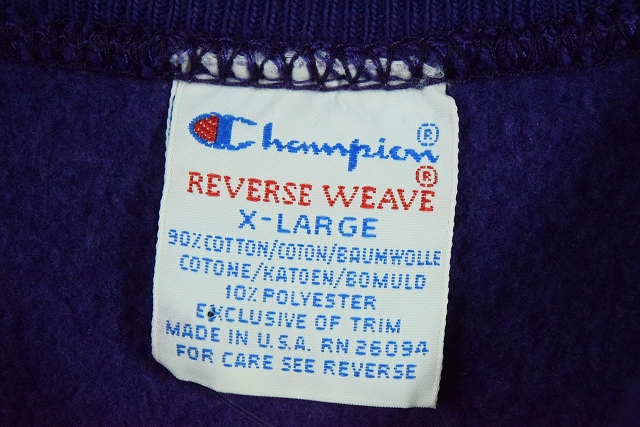 Champion®
REVERSE WEAVE®
X-LARGE
90% COTTON/COTON/BAUMWOLLE
COTONE/KATOEN/BOMULD
10% POLYESTER
EXCLUSIVE OF TRIM
MADE IN U.S.A. RN 26094
FOR CARE SEE REVERSE